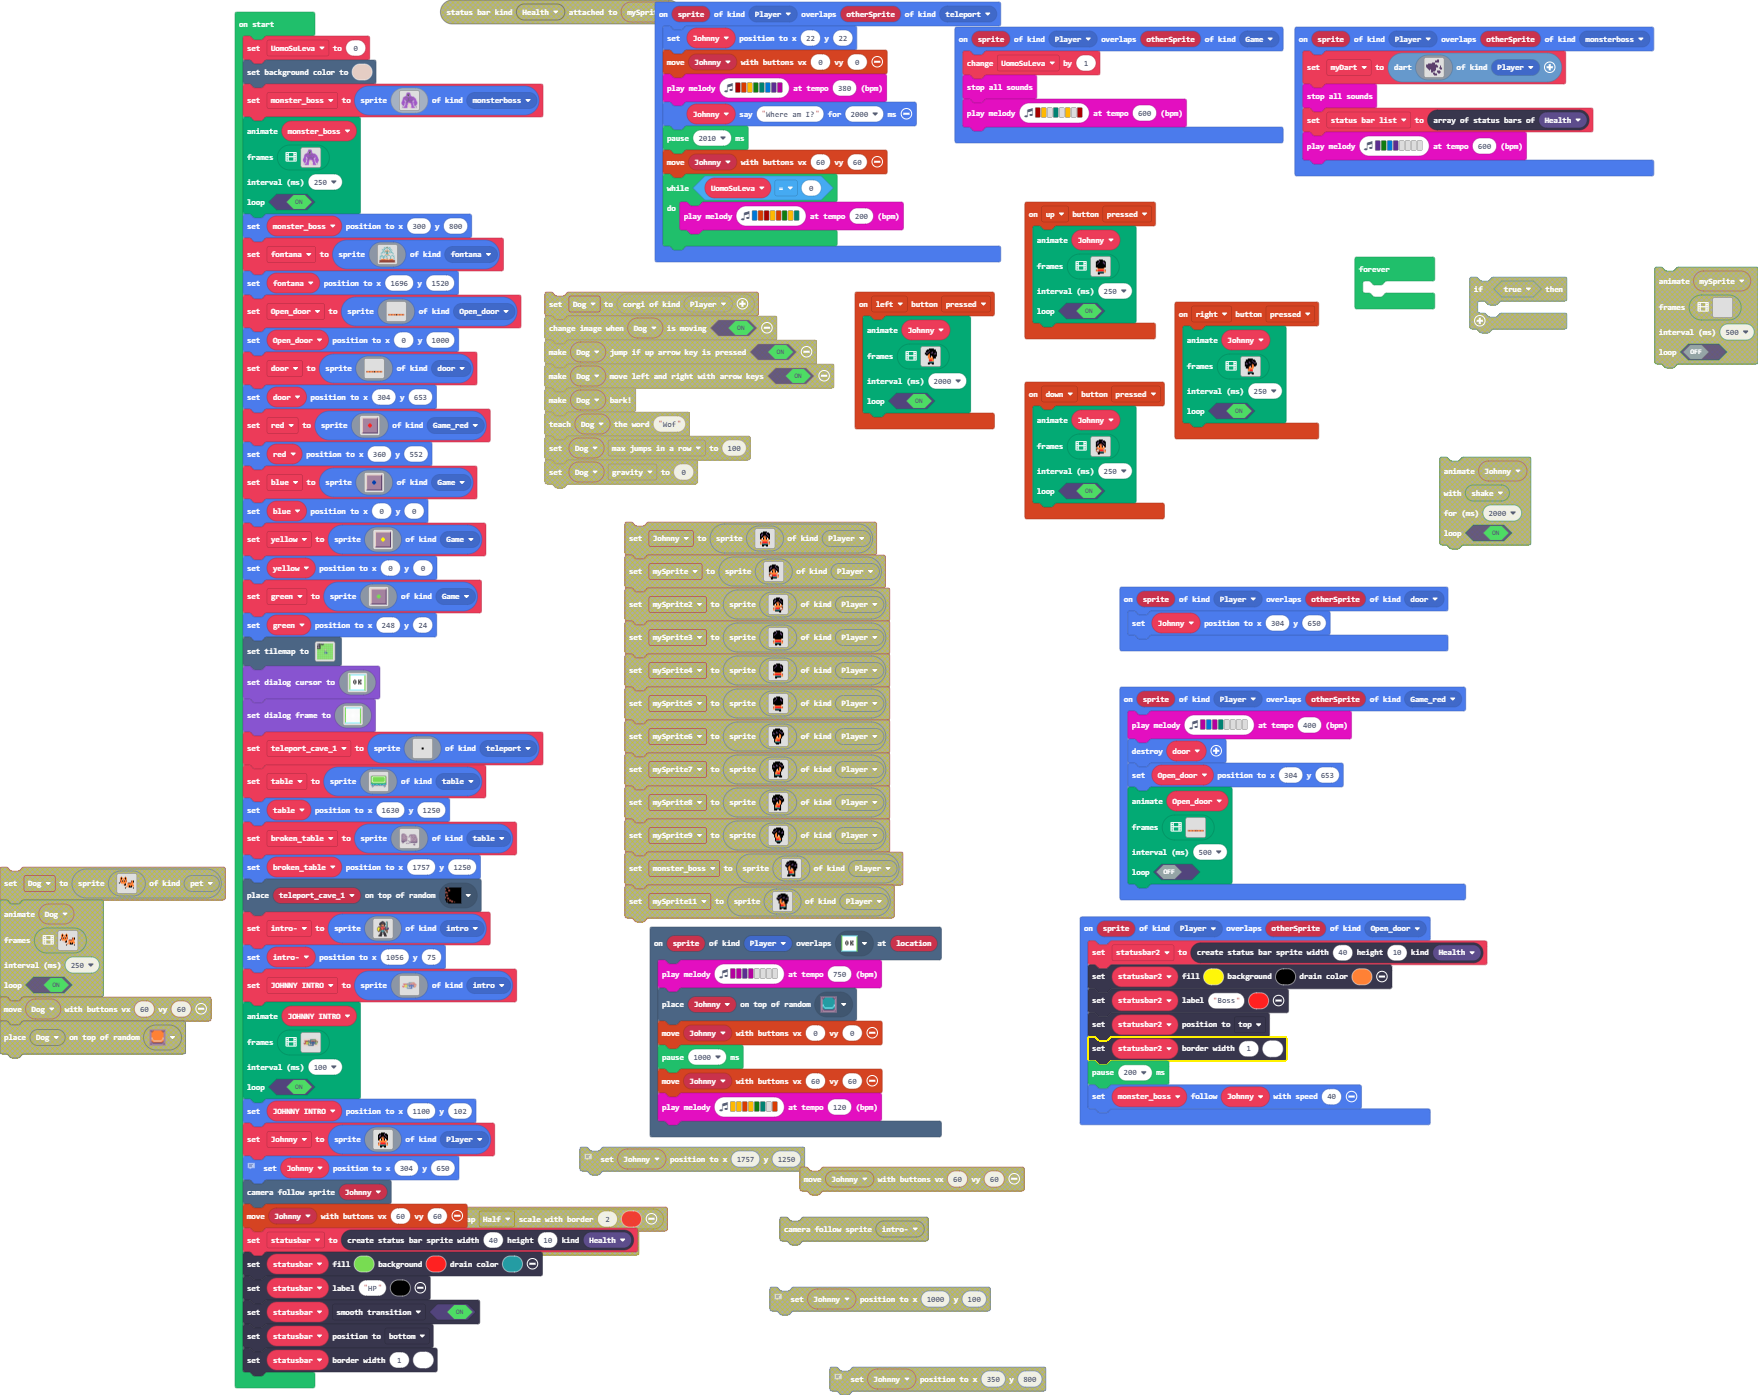 on start
set UomoSuLeva to 0
set background color to
set monster_boss to sprite of kind monsterboss
animate monster_boss
frames
interval (ms) 250
loop ON
set monster_boss position to x 300 y 800
set fontana to sprite of kind fontana
set fontana position to x 1696 y 1520
set Open_door to sprite of kind Open_door
set Open_door position to x 0 y 1000
set door to sprite of kind door
set door position to x 304 y 653
set red to sprite of kind Game_red
set red position to x 360 y 552
set blue to sprite of kind Game
set blue position to x 0 y 0
set yellow to sprite of kind Game
set yellow position to x 0 y 0
set green to sprite of kind Game
set green position to x 248 y 24
set tilemap to
set dialog cursor to OK
set dialog frame to
set teleport_cave_1 to sprite of kind teleport
set table to sprite of kind table
set table position to x 1630 y 1250
set broken_table to sprite of kind table
set broken_table position to x 1757 y 1250
place teleport_cave_1 on top of random
set intro- to sprite of kind intro
set intro- position to x 1056 y 75
set JOHNNY INTRO to sprite of kind intro
animate JOHNNY INTRO
frames
interval (ms) 100
loop ON
set JOHNNY INTRO position to x 1100 y 102
set Johnny to sprite of kind Player
set Johnny position to x 304 y 650
camera follow sprite Johnny
move Johnny with buttons vx 60 vy 60
set statusbar to create status bar sprite width 40 height 10 kind Health
set statusbar fill background drain color
set statusbar label "HP"
set statusbar smooth transition ON
set statusbar position to bottom
set statusbar border width 1
up Half scale with border 2
set Dog to sprite of kind pet
animate Dog
frames
interval (ms) 250
loop ON
move Dog with buttons vx 60 vy 60
place Dog on top of random
status bar kind Health attached to
on sprite of kind Player overlaps otherSprite of kind teleport
set Johnny position to x 22 y 22
move Johnny with buttons vx 0 vy 0
play melody at tempo 380 (bpm)
Johnny say "Where am I?" for 2000 ms
pause 2010 ms
move Johnny with buttons vx 60 vy 60
while UomoSuLeva = 0
do play melody at tempo 200 (bpm)
on sprite of kind Player overlaps otherSprite of kind Game
change UomoSuLeva by 1
stop all sounds
play melody at tempo 600 (bpm)
on sprite of kind Player overlaps otherSprite of kind monsterboss
set myDart to dart of kind Player
stop all sounds
set status bar list to array of status bars of Health
play melody at tempo 600 (bpm)
set Dog to corgi of kind Player
change image when Dog is moving ON
make Dog jump if up arrow key is pressed ON
make Dog move left and right with arrow keys ON
make Dog bark!
teach Dog the word "Wof"
set Dog max jumps in a row to 100
set Dog gravity to 0
on left button pressed
animate Johnny
frames
interval (ms) 2000
loop ON
on up button pressed
animate Johnny
frames
interval (ms) 250
loop ON
on right button pressed
animate Johnny
frames
interval (ms) 250
loop ON
on down button pressed
animate Johnny
frames
interval (ms) 250
loop ON
forever
if true then
animate mySprite
frames
interval (ms) 500
loop OFF
animate Johnny
with shake
for (ms) 2000
loop ON
set Johnny to sprite of kind Player
set mySprite to sprite of kind Player
set mySprite2 to sprite of kind Player
set mySprite3 to sprite of kind Player
set mySprite4 to sprite of kind Player
set mySprite5 to sprite of kind Player
set mySprite6 to sprite of kind Player
set mySprite7 to sprite of kind Player
set mySprite8 to sprite of kind Player
set mySprite9 to sprite of kind Player
set monster_boss to sprite of kind Player
set mySprite11 to sprite of kind Player
on sprite of kind Player overlaps OK at location
play melody at tempo 750 (bpm)
place Johnny on top of random
move Johnny with buttons vx 0 vy 0
pause 1000 ms
move Johnny with buttons vx 60 vy 60
play melody at tempo 120 (bpm)
on sprite of kind Player overlaps otherSprite of kind door
set Johnny position to x 304 y 650
on sprite of kind Player overlaps otherSprite of kind Game_red
play melody at tempo 400 (bpm)
destroy door
set Open_door position to x 304 y 653
animate Open_door
frames
interval (ms) 500
loop OFF
on sprite of kind Player overlaps otherSprite of kind Open_door
set statusbar2 to create status bar sprite width 40 height 10 kind Health
set statusbar2 fill background drain color
set statusbar2 label "Boss"
set statusbar2 position to top
set statusbar2 border width 1
pause 200 ms
set monster_boss follow Johnny with speed 40
set Johnny position to x 1757 y 1250
move Johnny with buttons vx 60 vy 60
camera follow sprite intro-
set Johnny position to x 1000 y 100
set Johnny position to x 350 y 800